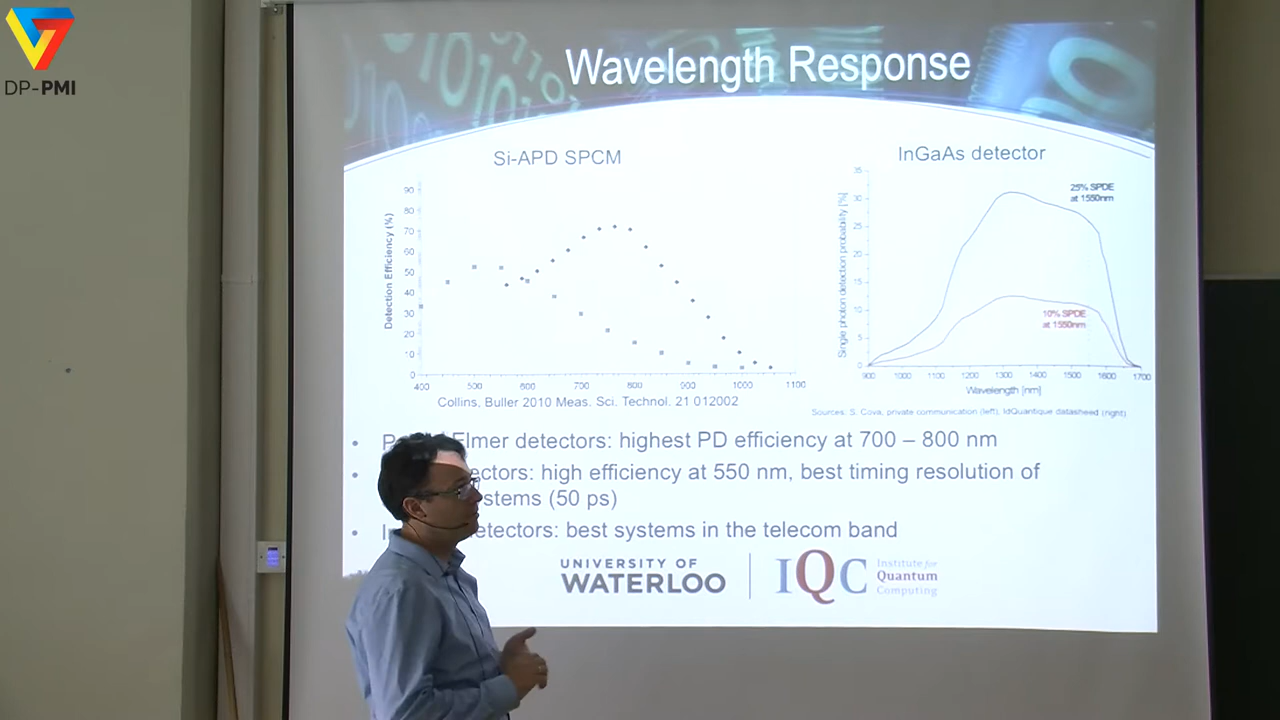 DP-PMI
Wavelength Response
Si-APD SPCM
InGaAs detector
Detection Efficiency (%)
90
80
70
60
50
40
30
20
10
0
400 500 600 700 800 900 1000 1100
Collins, Buller 2010 Meas. Sci. Technol. 21 012002
Single photon detection probability [%]
35
30
25
20
15
10
5
0
25% SPDE
at 1550nm
10% SPDE
at 1550nm
900 1000 1100 1200 1300 1400 1500 1600 1700
Wavelength [nm]
Sources. S. Cova, private communication (left), IdQuantique datasheed (right)
• Elmer detectors: highest PD efficiency at 700 – 800 nm
• high efficiency at 550 nm, best timing resolution of
(50 ps)
• best systems in the telecom band
UNIVERSITY OF
WATERLOO
IQC
Institute for
Quantum
Computing